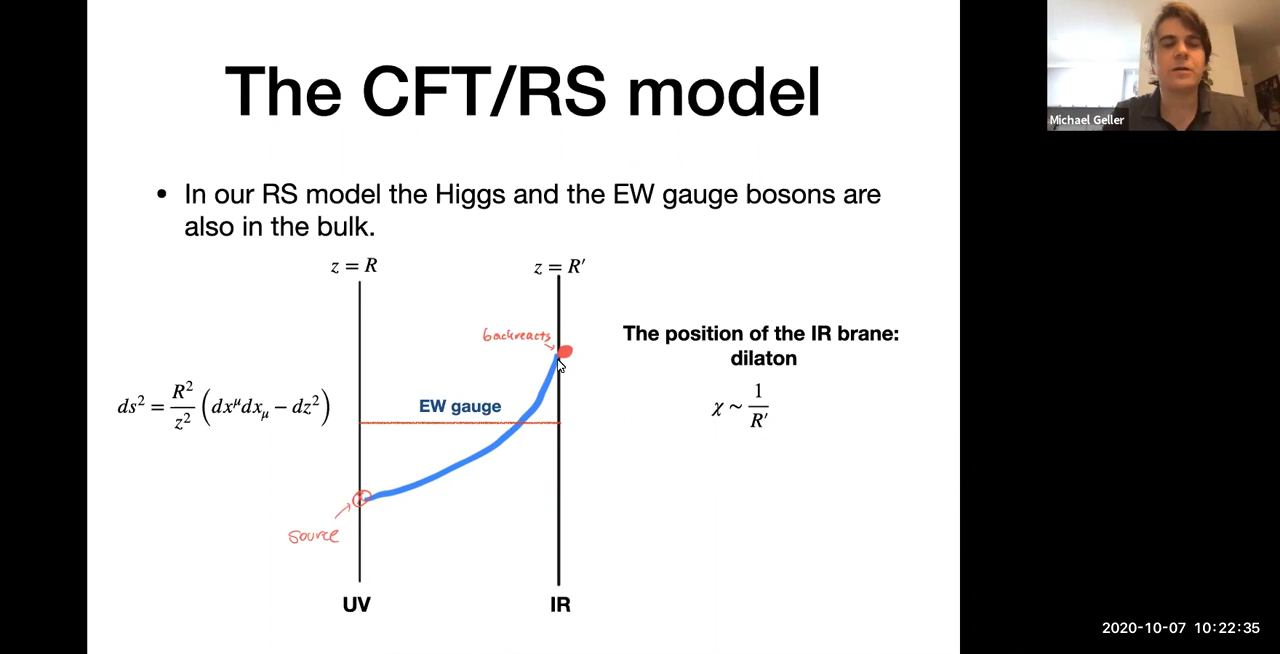 The CFT/RS model
Michael Geller
• In our RS model the Higgs and the EW gauge bosons are
also in the bulk.
z = R
z = R′
backreacts
The position of the IR brane:
dilaton
ds² = R²/z² (dx^μ dx_μ − dz²)
EW gauge
χ ~ 1/R′
source
UV
IR
2020-10-07 10:22:35